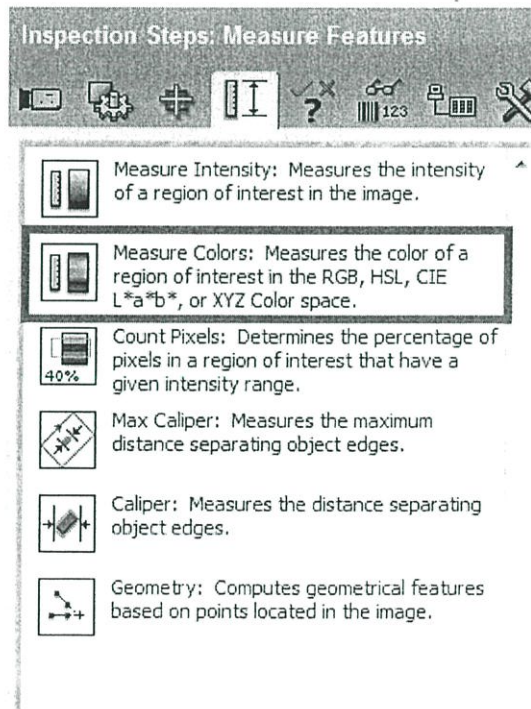 Inspection Steps: Measure Features
? 123
Measure Intensity: Measures the intensity
of a region of interest in the image.
Measure Colors: Measures the color of a
region of interest in the RGB, HSL, CIE
L*a*b*, or XYZ Color space.
Count Pixels: Determines the percentage of
pixels in a region of interest that have a
given intensity range.
40%
Max Caliper: Measures the maximum
distance separating object edges.
Caliper: Measures the distance separating
object edges.
Geometry: Computes geometrical features
based on points located in the image.